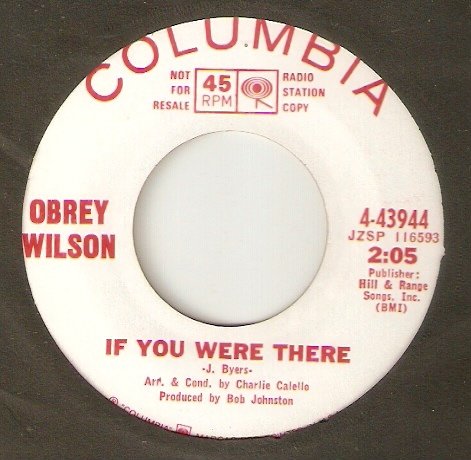 COLUMBIA
NOT FOR RESALE
45 RPM
RADIO STATION COPY
OBREY WILSON
4-43944
JZSP 116593
2:05
Publisher:
Hill & Range
Songs, Inc.
(BMI)
IF YOU WERE THERE
-J. Byers-
Arr. & Cond. by Charlie Calello
Produced by Bob Johnston
® "COLUMBIA"